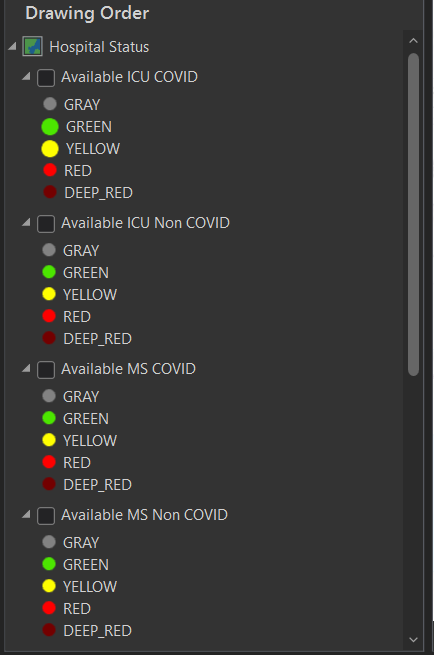 Drawing Order
Hospital Status
Available ICU COVID
GRAY
GREEN
YELLOW
RED
DEEP_RED
Available ICU Non COVID
GRAY
GREEN
YELLOW
RED
DEEP_RED
Available MS COVID
GRAY
GREEN
YELLOW
RED
DEEP_RED
Available MS Non COVID
GRAY
GREEN
YELLOW
RED
DEEP_RED